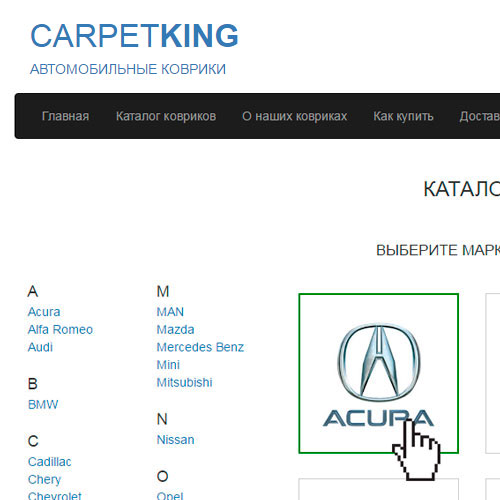 CARPETKING
АВТОМОБИЛЬНЫЕ КОВРИКИ
Главная Каталог ковриков О наших ковриках Как купить Достав
КАТАЛО
ВЫБЕРИТЕ МАРК
A
Acura
Alfa Romeo
Audi
B
BMW
C
Cadillac
Chery
Chevrolet
M
MAN
Mazda
Mercedes Benz
Mini
Mitsubishi
N
Nissan
O
Opel
ACURA